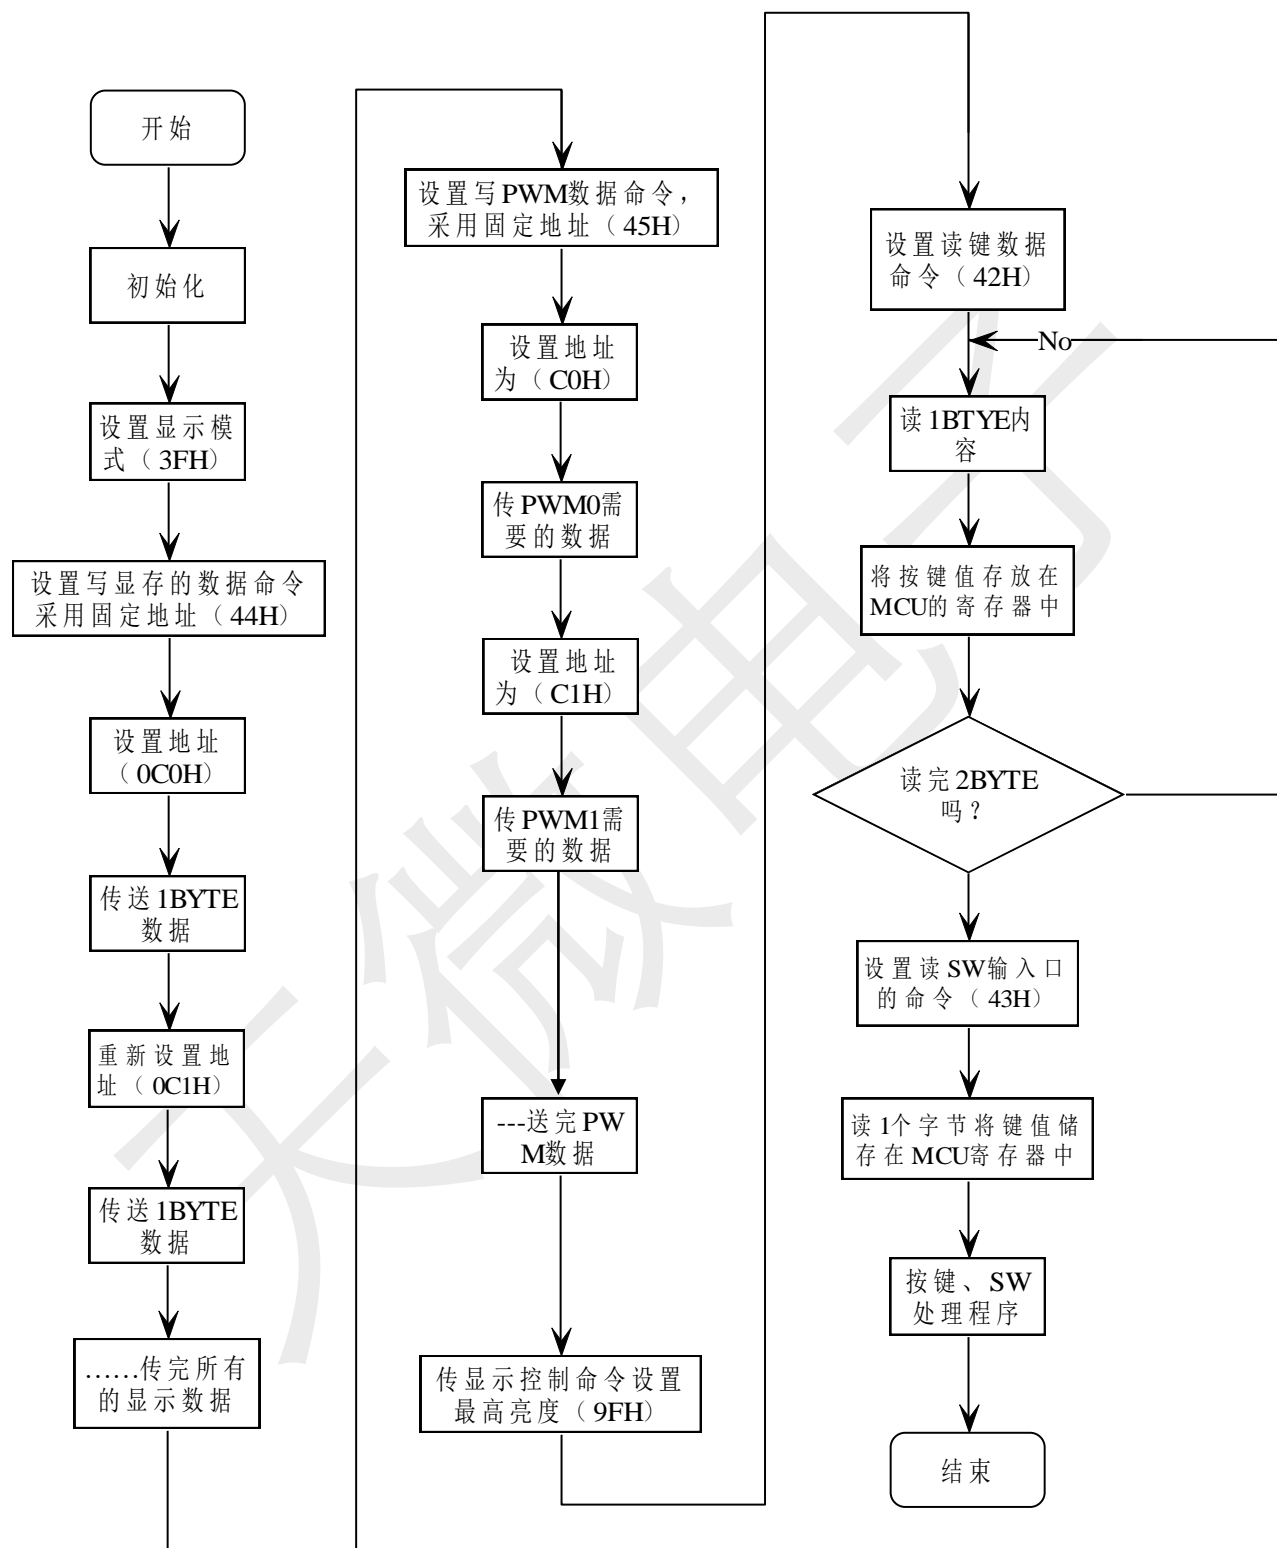 开始
初始化
设置显示模
式（3FH）
设置写显存的数据命令
采用固定地址（44H）
设置地址
（0C0H）
传送1BYTE
数据
重新设置地
址（0C1H）
传送1BYTE
数据
……传完所有
的显示数据
设置写PWM数据命令，
采用固定地址（45H）
设置地址
为（C0H）
传PWM0需
要的数据
设置地址
为（C1H）
传PWM1需
要的数据
---送完PW
M数据
传显示控制命令设置
最高亮度（9FH）
设置读键数据
命令（42H）
No
读1BTYE内
容
将按键值存放在
MCU的寄存器中
读完2BYTE
吗？
设置读SW输入口
的命令（43H）
读1个字节将键值储
存在MCU寄存器中
按键、SW
处理程序
结束
天微电子